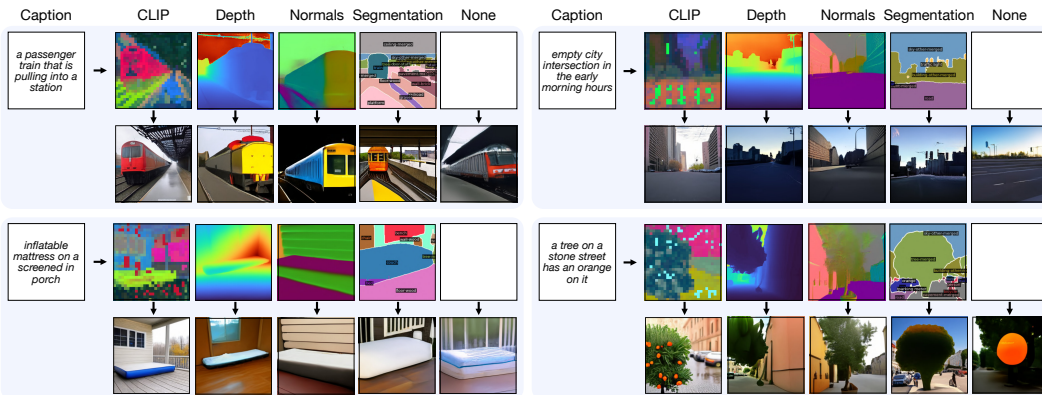 Caption CLIP Depth Normals Segmentation None
Caption CLIP Depth Normals Segmentation None
a passenger
train that is
pulling into a
station
empty city
intersection in
the early
morning hours
inflatable
mattress on a
screened in
porch
a tree on a
stone street
has an orange
on it